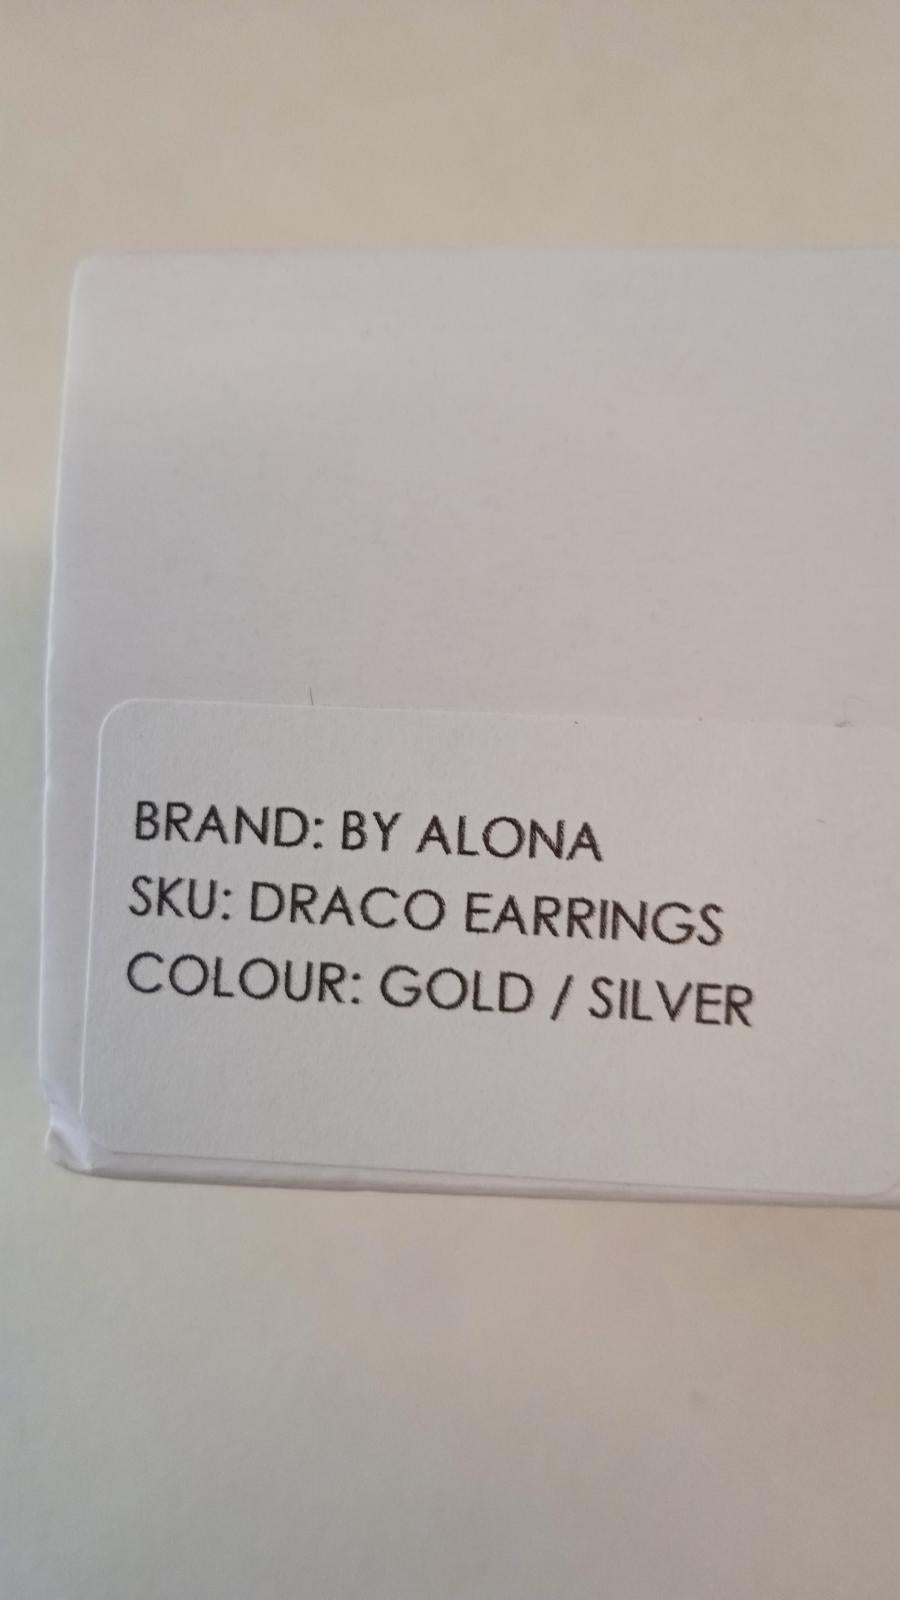 BRAND: BY ALONA
SKU: DRACO EARRINGS
COLOUR: GOLD / SILVER